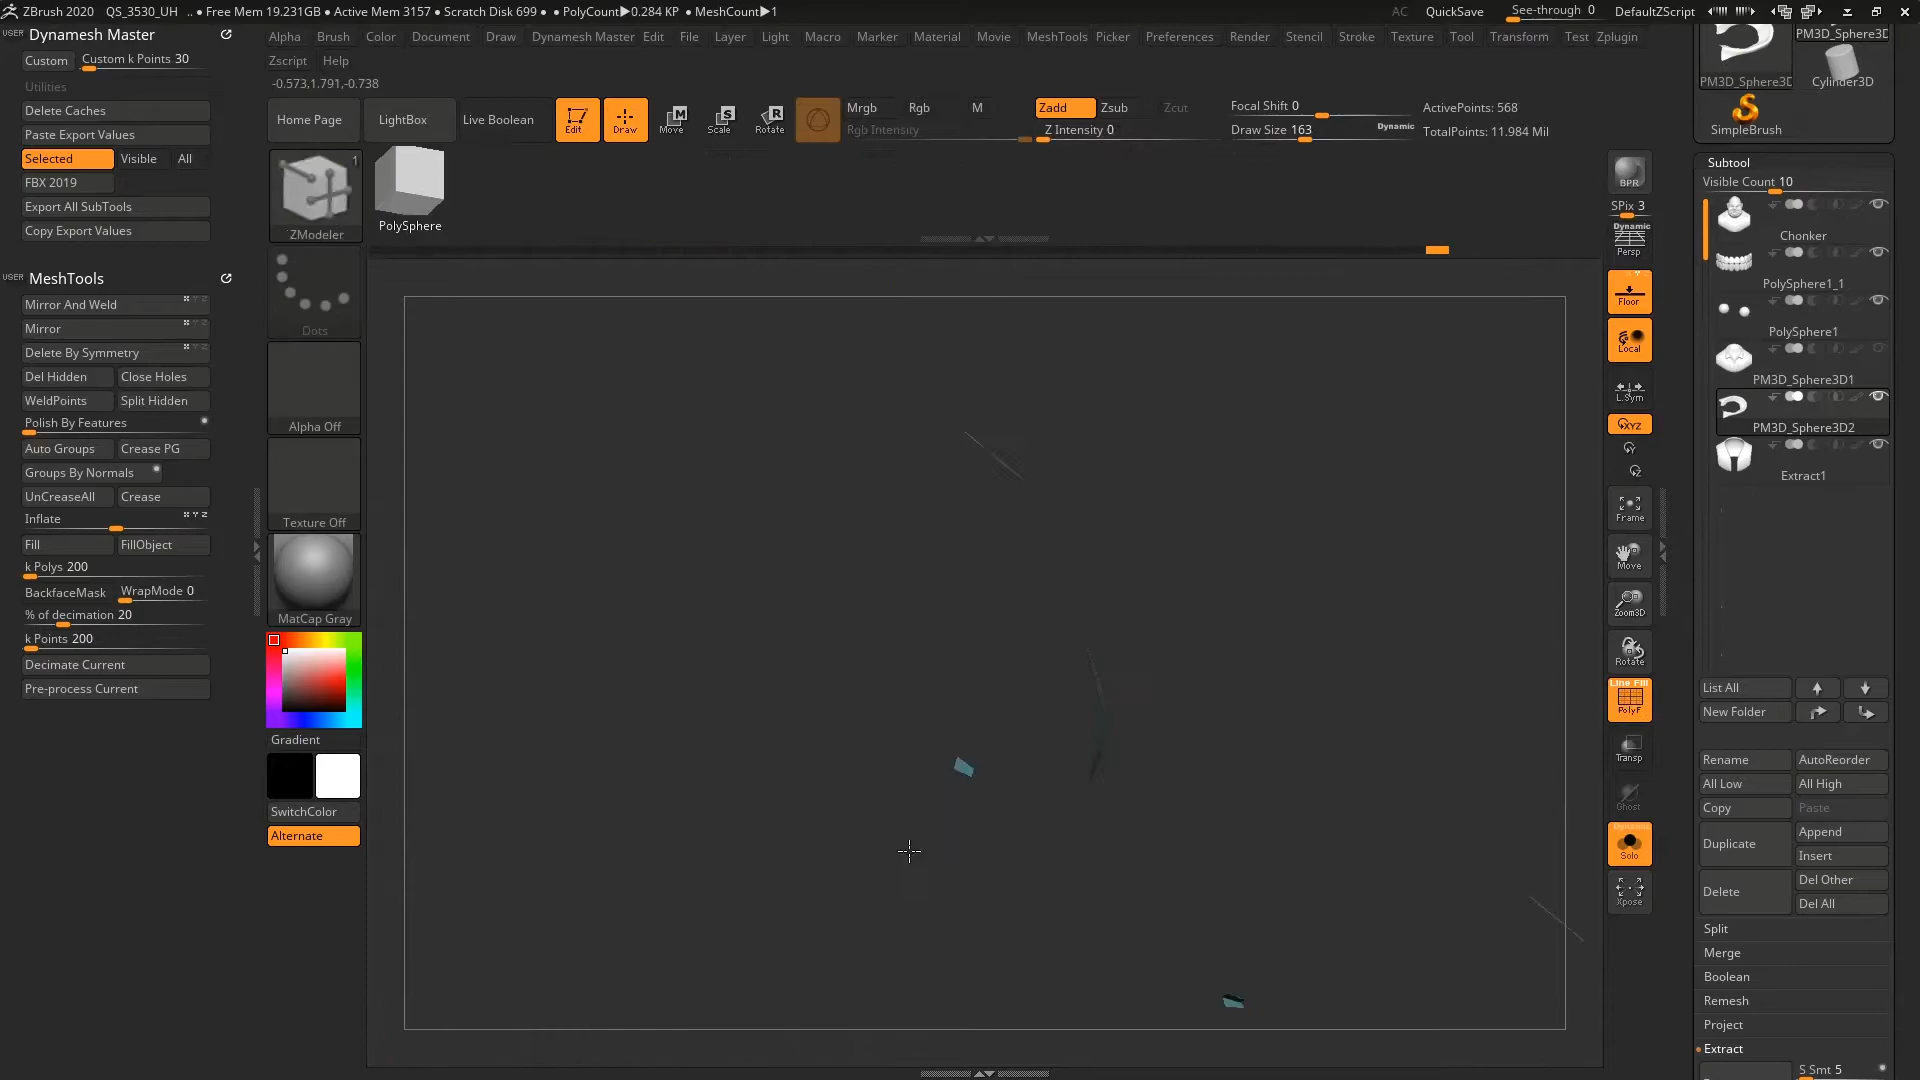 ZBrush 2020 QS_3530_UH .. • Free Mem 19.231GB • Active Mem 3157 • Scratch Disk 699 • • PolyCount▶0.284 KP • MeshCount▶1
AC QuickSave See-through 0 DefaultZScript
USER Dynamesh Master
Custom Custom k Points 30
Utilities
Delete Caches
Paste Export Values
Selected Visible All
FBX 2019
Export All SubTools
Copy Export Values
USER MeshTools
Mirror And Weld
Mirror
Delete By Symmetry
Del Hidden Close Holes
WeldPoints Split Hidden
Polish By Features
Auto Groups Crease PG
Groups By Normals
UnCreaseAll Crease
Inflate
Fill FillObject
k Polys 200
BackfaceMask WrapMode 0
% of decimation 20
k Points 200
Decimate Current
Pre-process Current
Alpha Brush Color Document Draw Dynamesh Master Edit File Layer Light Macro Marker Material Movie MeshTools Picker Preferences Render Stencil Stroke Texture Tool Transform Test Zplugin
Zscript Help
-0.573,1.791,-0.738
Home Page LightBox Live Boolean Edit Draw Move Scale Rotate
Mrgb Rgb M
Rgb Intensity
Zadd Zsub Zcut
Z Intensity 0
Focal Shift 0
Draw Size 163 Dynamic
ActivePoints: 568
TotalPoints: 11.984 Mil
1
ZModeler
PolySphere
Dots
Alpha Off
Texture Off
MatCap Gray
Gradient
SwitchColor
Alternate
BPR
SPix 3
Dynamic
Persp
Floor
Local
L.Sym
XYZ
Y
Z
Frame
Move
Zoom3D
Rotate
Line Fill
PolyF
Transp
Ghost
Dynamic
Solo
Xpose
PM3D_Sphere3D
PM3D_Sphere3D
Cylinder3D
SimpleBrush
Subtool
Visible Count 10
Chonker
PolySphere1_1
PolySphere1
PM3D_Sphere3D1
PM3D_Sphere3D2
Extract1
List All
New Folder
Rename AutoReorder
All Low All High
Copy Paste
Duplicate Append
Insert
Delete Del Other
Del All
Split
Merge
Boolean
Remesh
Project
Extract
S Smt 5